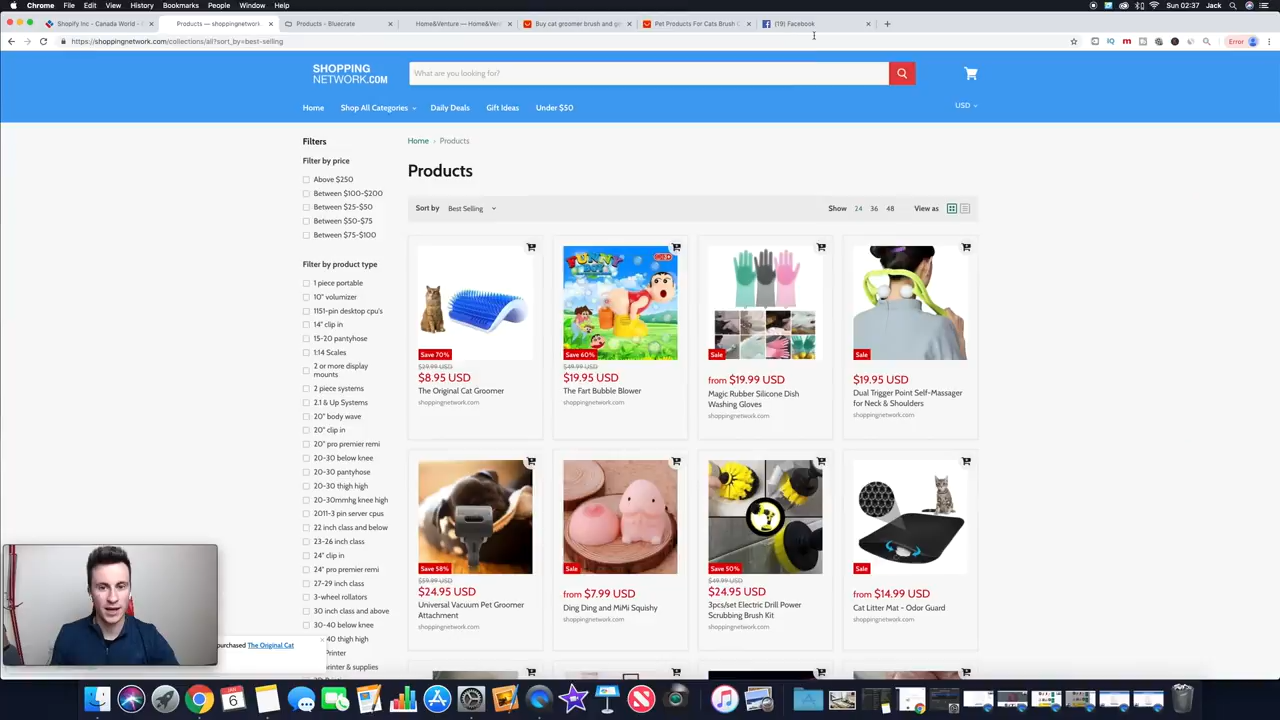 Chrome File Edit View History Bookmarks People Window Help
Sun 02:37 Jack
Shopify Inc - Canada World -
Products — shoppingnetwork
Products - Bluecrate
Home&Venture — Home&Ven
Buy cat groomer brush and gr
Pet Products For Cats Brush
(19) Facebook
https://shoppingnetwork.com/collections/all?sort_by=best-selling
Error
SHOPPING
NETWORK.COM
What are you looking for?
Home Shop All Categories Daily Deals Gift Ideas Under $50
USD
Filters
Filter by price
Above $250
Between $100-$200
Between $25-$50
Between $50-$75
Between $75-$100
Filter by product type
1 piece portable
10" volumizer
1151-pin desktop cpu's
14" clip in
15-20 pantyhose
1:14 Scales
2 or more display
mounts
2 piece systems
2.1 & Up Systems
20" body wave
20" clip in
20" pro premier remi
20-30 below knee
20-30 pantyhose
20-30 thigh high
20-30mmhg knee high
2011-3 pin server cpus
22 inch class and below
23-26 inch class
24" clip in
24" pro premier remi
27-29 inch class
3-wheel rollators
30 inch class and above
30-40 below knee
40 thigh high
Printer
printer & supplies
purchased The Original Cat
Home Products
Products
Sort by Best Selling
Show 24 36 48 View as
Save 70%
$29.99 USD
$8.95 USD
The Original Cat Groomer
shoppingnetwork.com
FUNNY
Save 60%
$49.99 USD
$19.95 USD
The Fart Bubble Blower
shoppingnetwork.com
Sale
from $19.99 USD
Magic Rubber Silicone Dish
Washing Gloves
shoppingnetwork.com
Sale
$19.95 USD
Dual Trigger Point Self-Massager
for Neck & Shoulders
shoppingnetwork.com
Save 58%
$59.99 USD
$24.95 USD
Universal Vacuum Pet Groomer
Attachment
shoppingnetwork.com
Sale
from $7.99 USD
Ding Ding and MiMi Squishy
shoppingnetwork.com
Save 50%
$49.99 USD
$24.95 USD
3pcs/set Electric Drill Power
Scrubbing Brush Kit
shoppingnetwork.com
Sale
from $14.99 USD
Cat Litter Mat - Odor Guard
shoppingnetwork.com
JAN
6